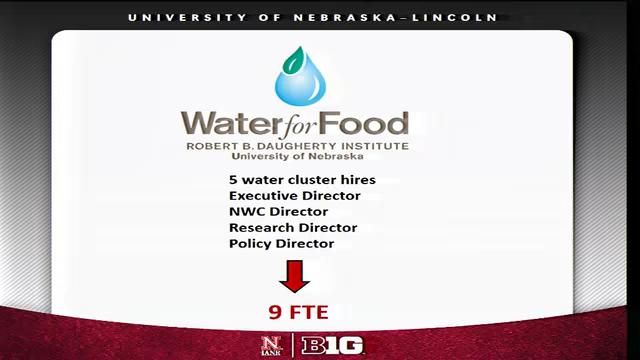 UNIVERSITY OF NEBRASKA–LINCOLN
Water for Food
ROBERT B. DAUGHERTY INSTITUTE
University of Nebraska
5 water cluster hires
Executive Director
NWC Director
Research Director
Policy Director
9 FTE
N IANR B1G